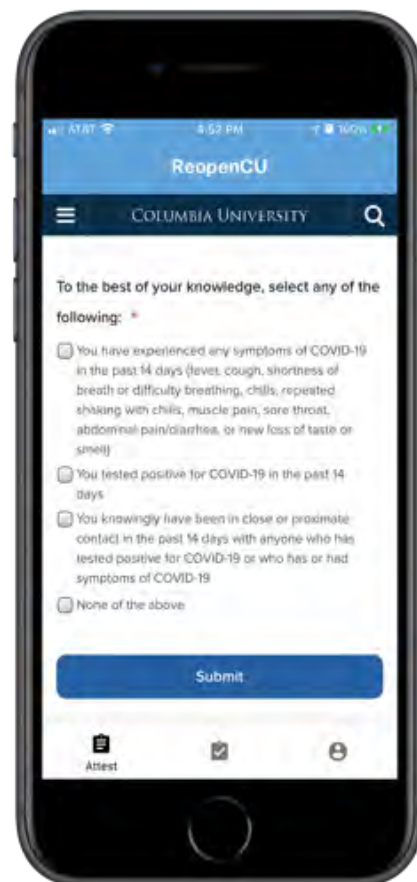 AT&T 4:52 PM 100%
ReopenCU
COLUMBIA UNIVERSITY
To the best of your knowledge, select any of the
following: *
You have experienced any symptoms of COVID-19
in the past 14 days (fever, cough, shortness of
breath or difficulty breathing, chills, repeated
shaking with chills, muscle pain, sore throat,
abdominal pain/diarrhea, or new loss of taste or
smell)
You tested positive for COVID-19 in the past 14
days
You knowingly have been in close or proximate
contact in the past 14 days with anyone who has
tested positive for COVID-19 or who has or had
symptoms of COVID-19
None of the above
Submit
Attest